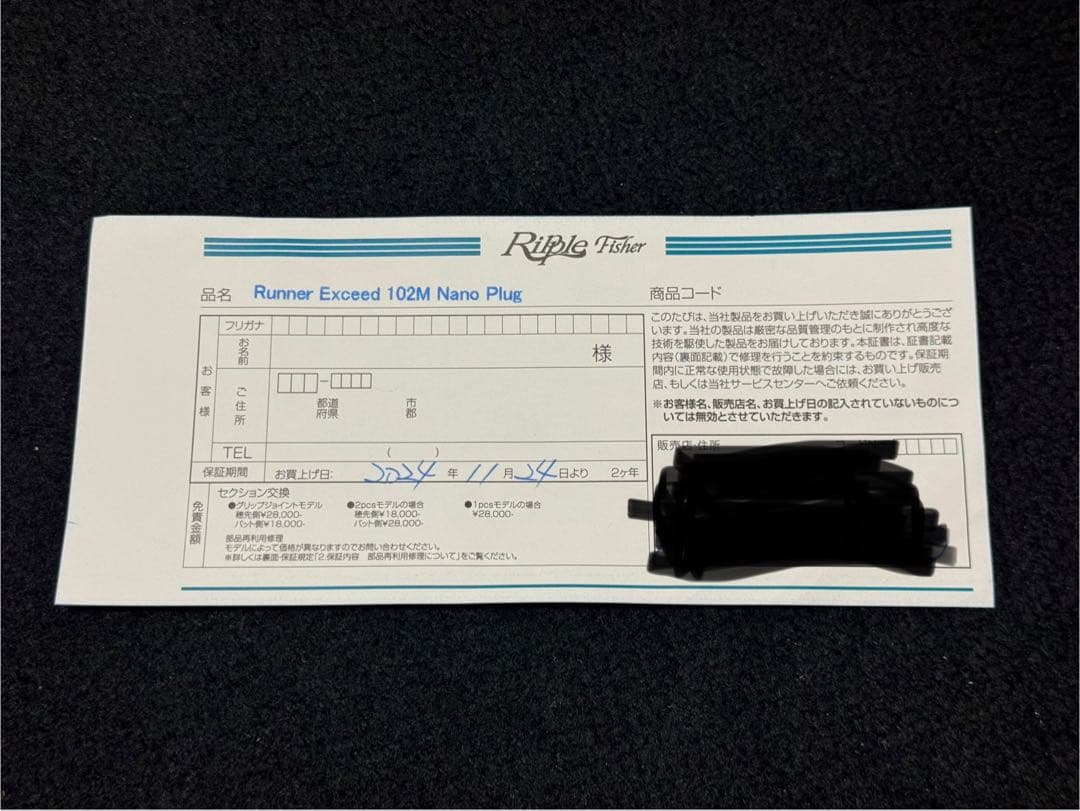 Ripple Fisher
品名 Runner Exceed 102M Nano Plug
商品コード
フリガナ
お客様
お名前
様
ご住所
都道府県
市郡
TEL ( )
保証期間 お買上げ日: 2024年 11月 24日より 2ヶ年
免責金額
セクション交換
●グリップジョイントモデル
穂先側¥28,000-
バット側¥18,000-
●2pcsモデルの場合
穂先側¥18,000-
バット側¥28,000-
●1pcsモデルの場合
¥28,000-
部品再利用修理
モデルによって価格が異なりますのでお問い合わせください。
※詳しくは裏面・保証規定「2.保証内容 部品再利用修理について」をご覧ください。
このたびは、当社製品をお買い上げいただき誠にありがとうござ
います。当社の製品は厳密な品質管理のもとに制作され高度な
技術を駆使した製品をお届けしております。本証書は、証書記載
内容(裏面記載)で修理を行うことを約束するものです。保証期
間内に正常な使用状態で故障した場合には、お買い上げ販売
店、もしくは当社サービスセンターへご依頼ください。
※お客様名、販売店名、お買上げ日の記入されていないものにつ
いては無効とさせていただきます。
販売店・住所